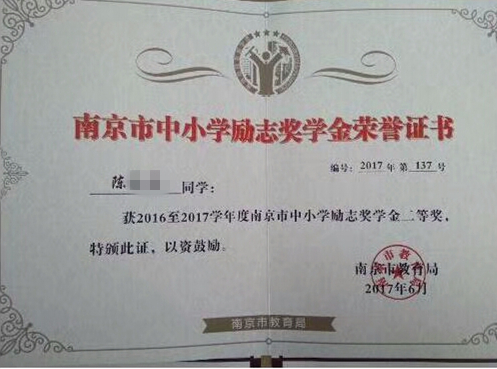 南京市中小学励志奖学金荣誉证书
编号：2017 年 第 137 号
陈 同学：
获2016至2017学年度南京市中小学励志奖学金二等奖，
特颁此证，以资鼓励。
南京市教育局
2017年6月
南京市教育局